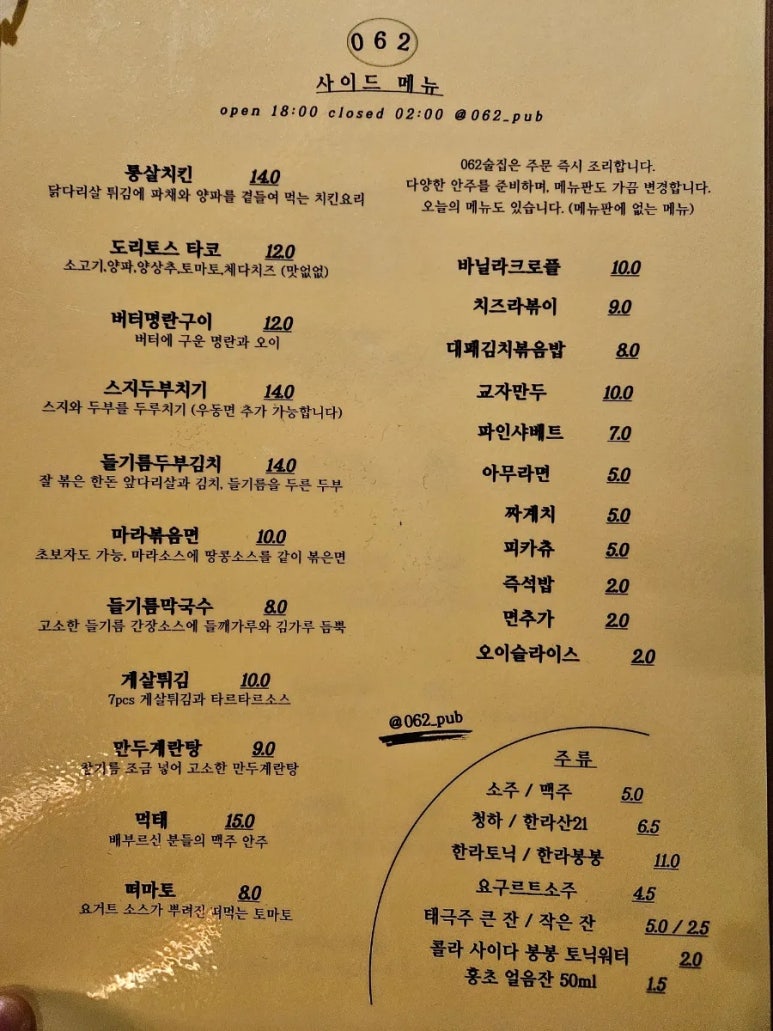 062
사이드 메뉴
open 18:00 closed 02:00 @062_pub
통살치킨 14.0
닭다리살 튀김에 파채와 양파를 곁들여 먹는 치킨요리
도리토스 타코 12.0
소고기,양파,양상추,토마토,체다치즈 (맛없없)
버터명란구이 12.0
버터에 구운 명란과 오이
스지두부치기 14.0
스지와 두부를 두루치기 (우동면 추가 가능합니다)
들기름두부김치 14.0
잘 볶은 한돈 앞다리살과 김치, 들기름을 두른 두부
마라볶음면 10.0
초보자도 가능. 마라소스에 땅콩소스를 같이 볶은면
들기름막국수 8.0
고소한 들기름 간장소스에 들깨가루와 김가루 듬뿍
게살튀김 10.0
7pcs 게살튀김과 타르타르소스
만두계란탕 9.0
참기름 조금 넣어 고소한 만두계란탕
먹태 15.0
배부르신 분들의 맥주 안주
떠마토 8.0
요거트 소스가 뿌려진 떠먹는 토마토
062술집은 주문 즉시 조리합니다.
다양한 안주를 준비하며, 메뉴판도 가끔 변경합니다.
오늘의 메뉴도 있습니다. (메뉴판에 없는 메뉴)
바닐라크로플 10.0
치즈라볶이 9.0
대패김치볶음밥 8.0
교자만두 10.0
파인샤베트 7.0
아무라면 5.0
짜계치 5.0
피카츄 5.0
즉석밥 2.0
면추가 2.0
오이슬라이스 2.0
@062_pub
주류
소주 / 맥주 5.0
청하 / 한라산21 6.5
한라토닉 / 한라봉봉 11.0
요구르트소주 4.5
태극주 큰 잔 / 작은 잔 5.0 / 2.5
콜라 사이다 봉봉 토닉워터 2.0
홍초 얼음잔 50ml 1.5